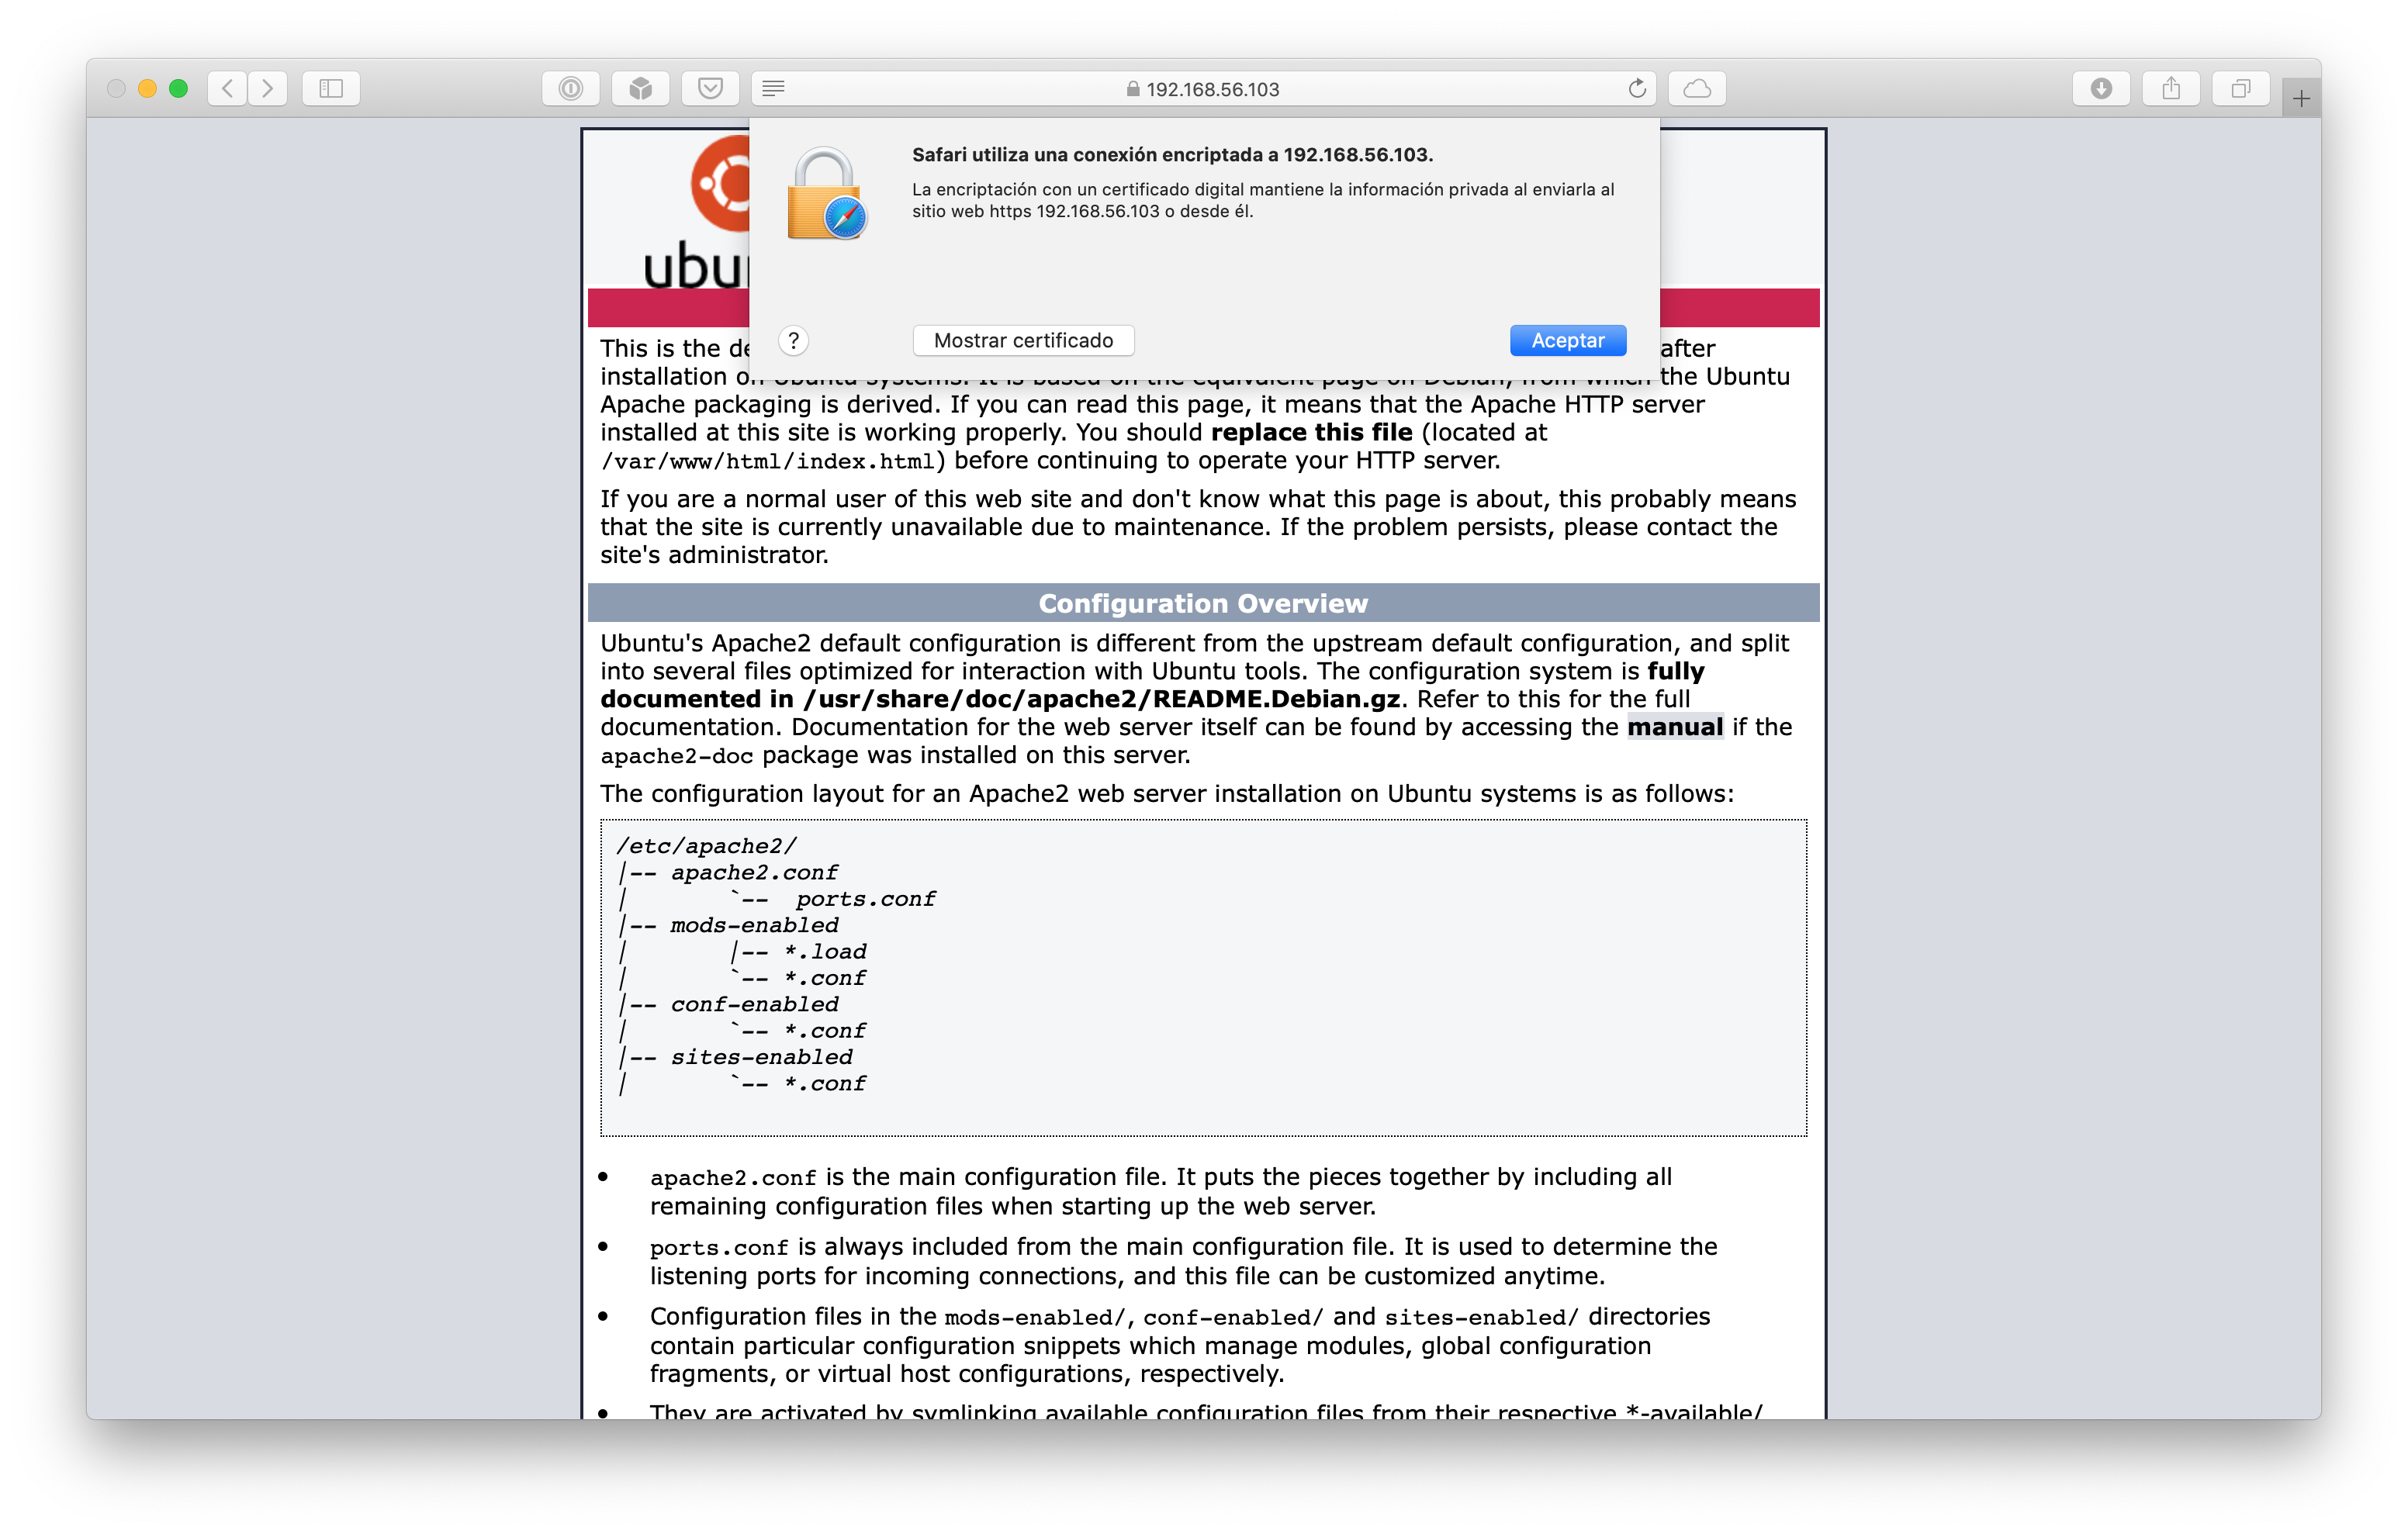 192.168.56.103
Safari utiliza una conexión encriptada a 192.168.56.103.
La encriptación con un certificado digital mantiene la información privada al enviarla al
sitio web https 192.168.56.103 o desde él.
? Mostrar certificado Aceptar
This is the after
installation the Ubuntu
Apache packaging is derived. If you can read this page, it means that the Apache HTTP server
installed at this site is working properly. You should replace this file (located at
/var/www/html/index.html) before continuing to operate your HTTP server.
If you are a normal user of this web site and don't know what this page is about, this probably means
that the site is currently unavailable due to maintenance. If the problem persists, please contact the
site's administrator.
Configuration Overview
Ubuntu's Apache2 default configuration is different from the upstream default configuration, and split
into several files optimized for interaction with Ubuntu tools. The configuration system is fully
documented in /usr/share/doc/apache2/README.Debian.gz. Refer to this for the full
documentation. Documentation for the web server itself can be found by accessing the manual if the
apache2-doc package was installed on this server.
The configuration layout for an Apache2 web server installation on Ubuntu systems is as follows:
/etc/apache2/
|-- apache2.conf
|       `--  ports.conf
|-- mods-enabled
|       |-- *.load
|       `-- *.conf
|-- conf-enabled
|       `-- *.conf
|-- sites-enabled
|       `-- *.conf
• apache2.conf is the main configuration file. It puts the pieces together by including all
remaining configuration files when starting up the web server.
• ports.conf is always included from the main configuration file. It is used to determine the
listening ports for incoming connections, and this file can be customized anytime.
• Configuration files in the mods-enabled/, conf-enabled/ and sites-enabled/ directories
contain particular configuration snippets which manage modules, global configuration
fragments, or virtual host configurations, respectively.
• They are activated by symlinking available configuration files from their respective *-available/